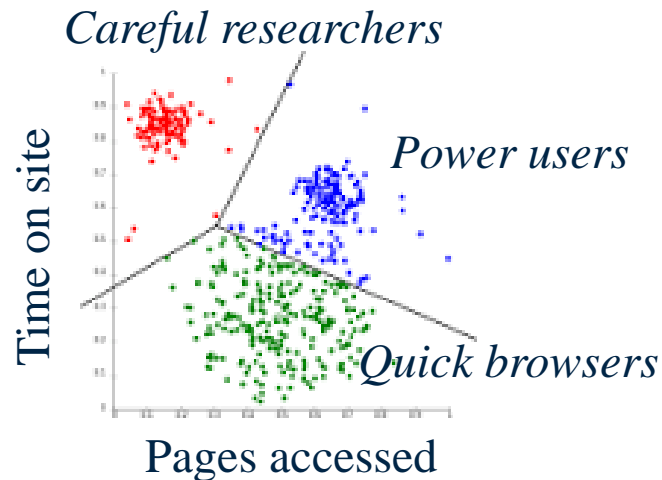 Careful researchers
Power users
Time on site
Quick browsers
Pages accessed